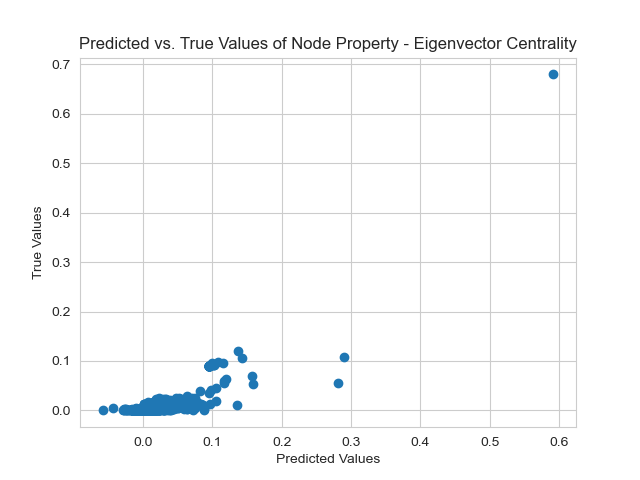 Predicted vs. True Values of Node Property - Eigenvector Centrality
0.7
0.6
0.5
0.4
0.3
0.2
0.1
0.0
True Values
0.0 0.1 0.2 0.3 0.4 0.5 0.6
Predicted Values